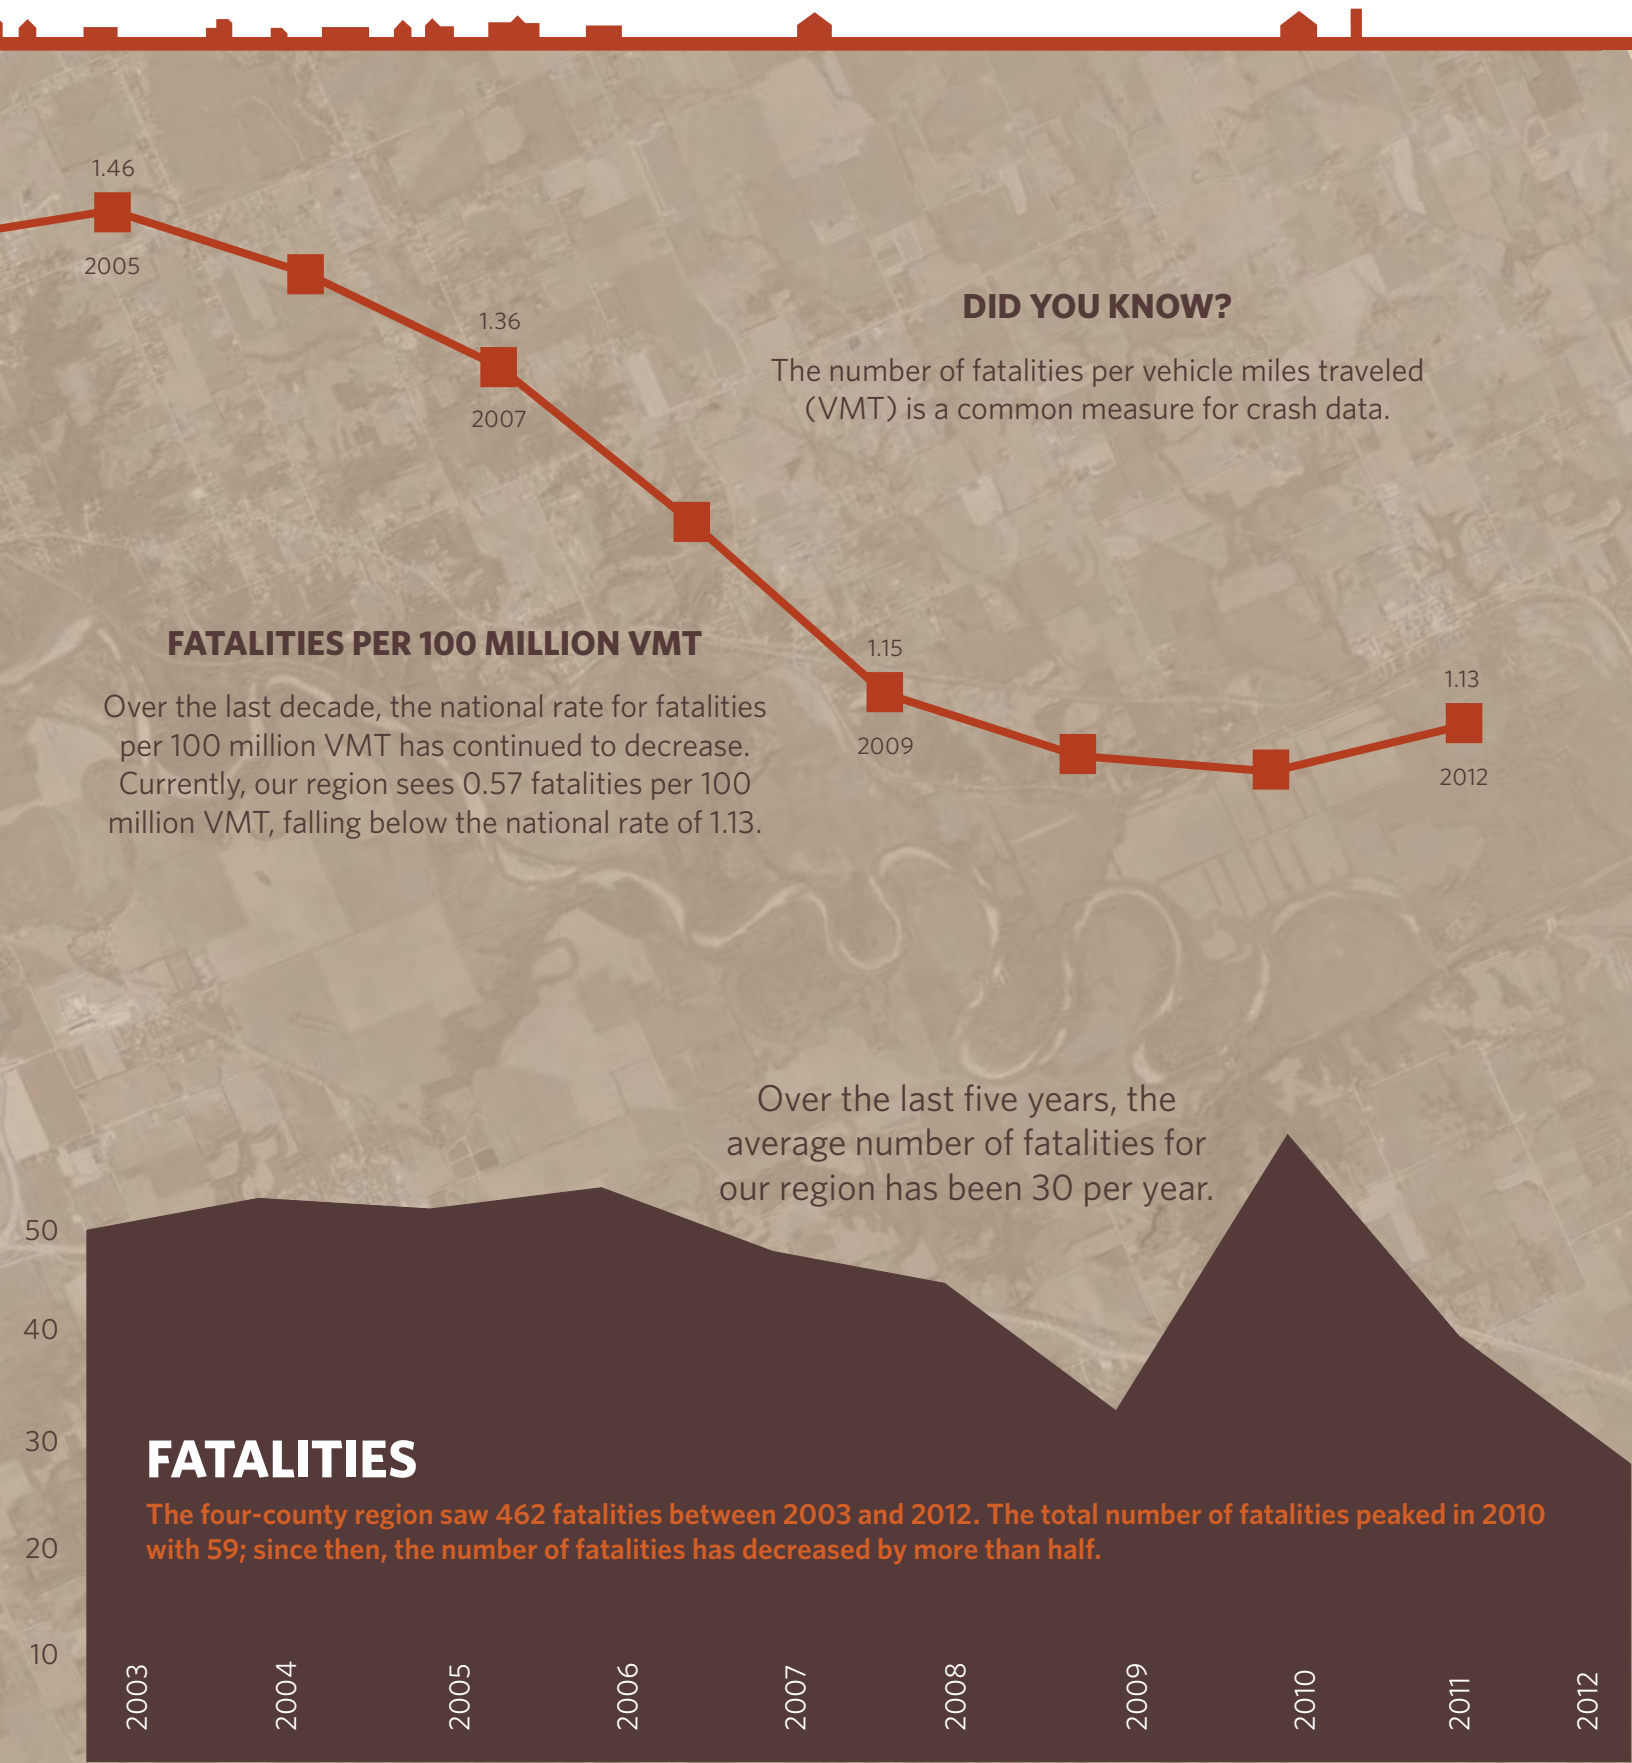 1.46
2005
1.36
2007
DID YOU KNOW?
The number of fatalities per vehicle miles traveled
(VMT) is a common measure for crash data.
FATALITIES PER 100 MILLION VMT
Over the last decade, the national rate for fatalities
per 100 million VMT has continued to decrease.
Currently, our region sees 0.57 fatalities per 100
million VMT, falling below the national rate of 1.13.
1.15
2009
1.13
2012
Over the last five years, the
average number of fatalities for
our region has been 30 per year.
50
40
30
20
10
FATALITIES
The four-county region saw 462 fatalities between 2003 and 2012. The total number of fatalities peaked in 2010
with 59; since then, the number of fatalities has decreased by more than half.
2003
2004
2005
2006
2007
2008
2009
2010
2011
2012